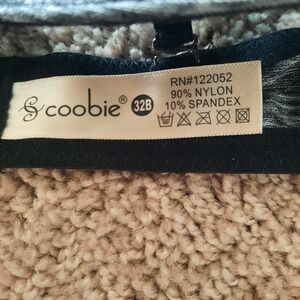 coobie® 32B
RN#122052
90% NYLON
10% SPANDEX